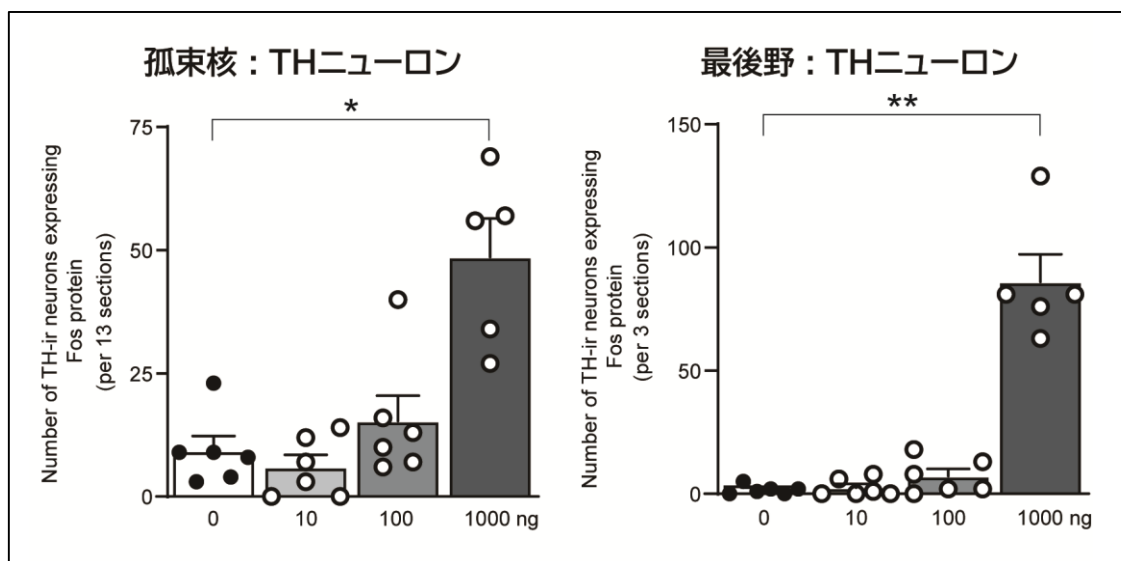 孤束核：THニューロン
*
75
50
25
0
Number of TH-ir neurons expressing
Fos protein
(per 13 sections)
0 10 100 1000 ng
最後野：THニューロン
**
150
100
50
0
Number of TH-ir neurons expressing
Fos protein
(per 3 sections)
0 10 100 1000 ng